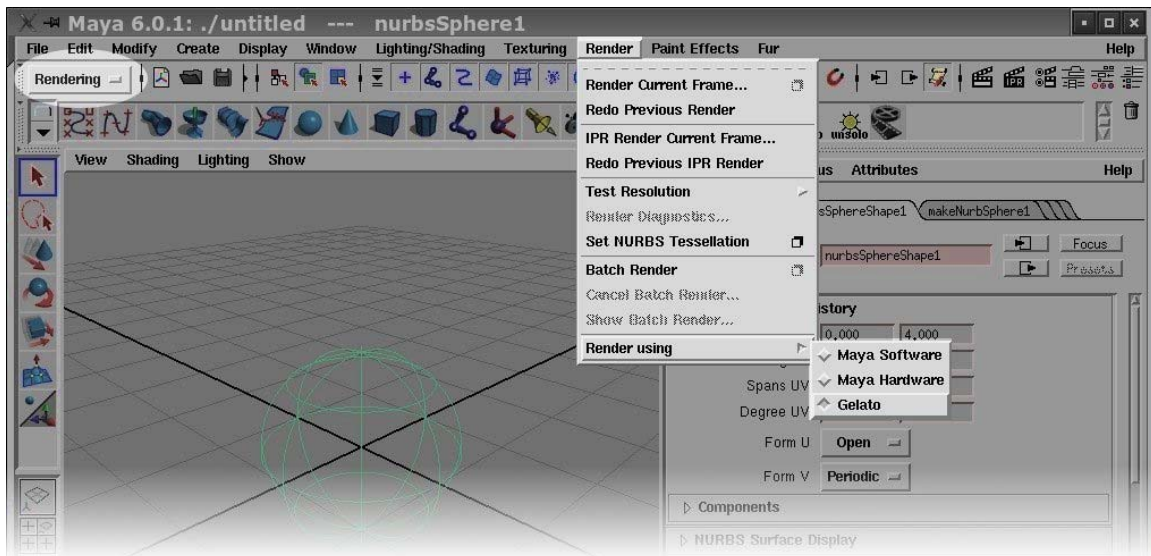 Maya 6.0.1: ./untitled --- nurbsSphere1
File Edit Modify Create Display Window Lighting/Shading Texturing Render Paint Effects Fur Help
Rendering
unsolo
View Shading Lighting Show
Render Current Frame...
Redo Previous Render
IPR Render Current Frame...
Redo Previous IPR Render
Test Resolution
Render Diagnostics...
Set NURBS Tessellation
Batch Render
Cancel Batch Render...
Show Batch Render...
Render using
Maya Software
Maya Hardware
Gelato
us Attributes Help
sSphereShape1 makeNurbSphere1
nurbsSphereShape1 Focus
Presets
istory
0.000 4.000
Spans UV
Degree UV
Form U Open
Form V Periodic
Components
NURBS Surface Display